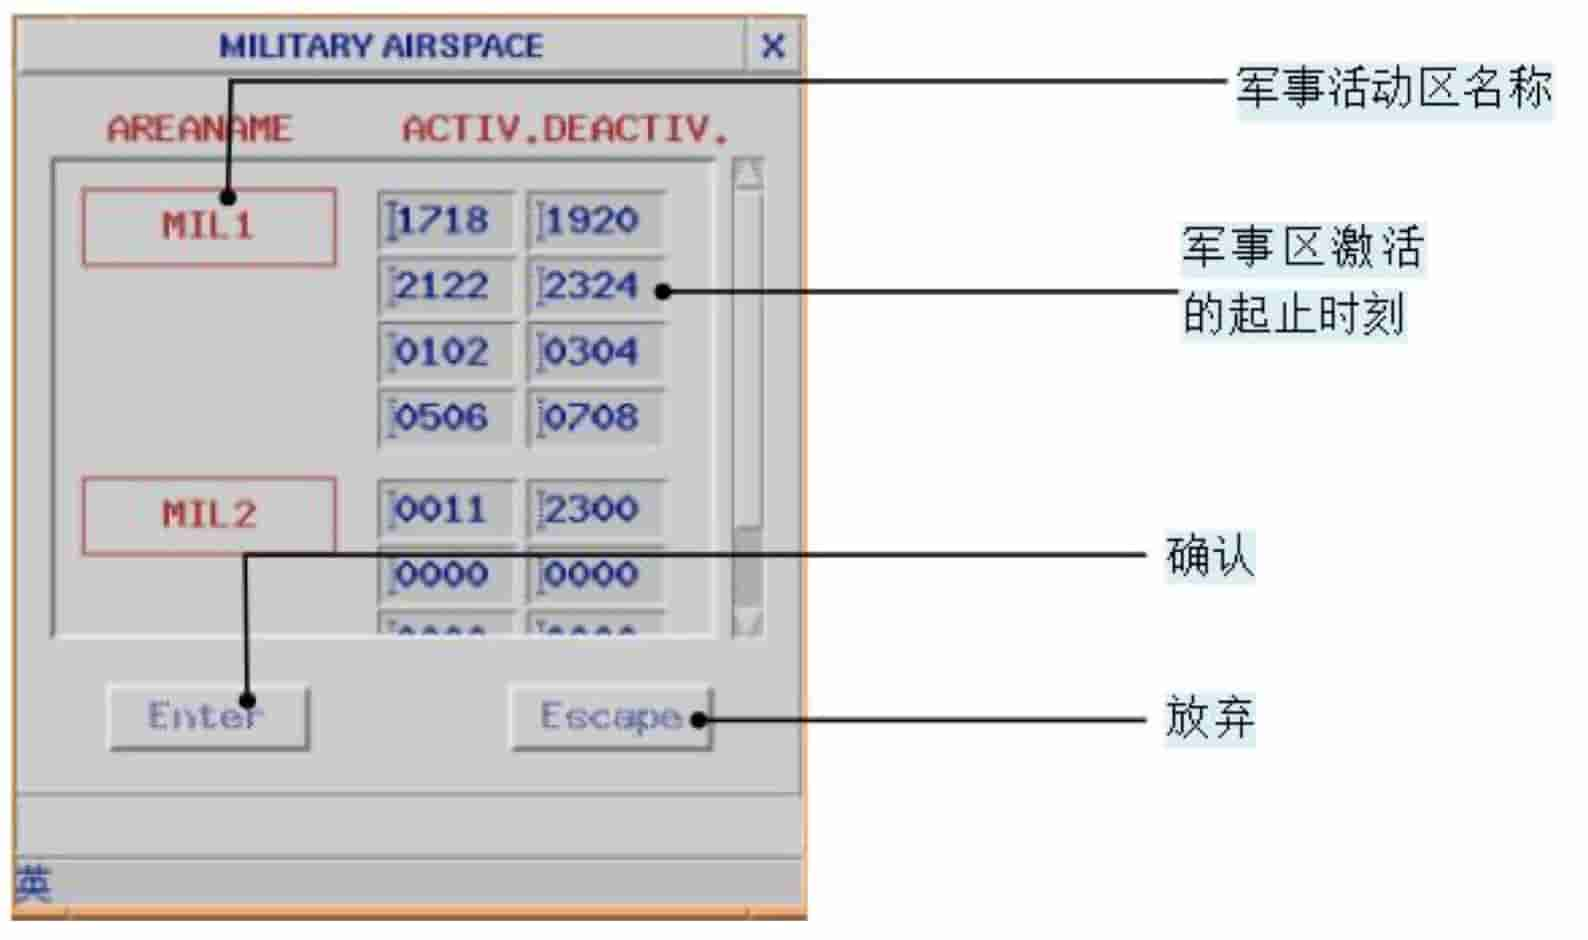 MILITARY AIRSPACE X
军事活动区名称
AREANAME ACTIV. DEACTIV.
MIL1 1718 1920
2122 2324
军事区激活
的起止时刻
0102 0304
0506 0708
MIL2 0011 2300
0000 0000
确认
Enter Escape
放弃
英